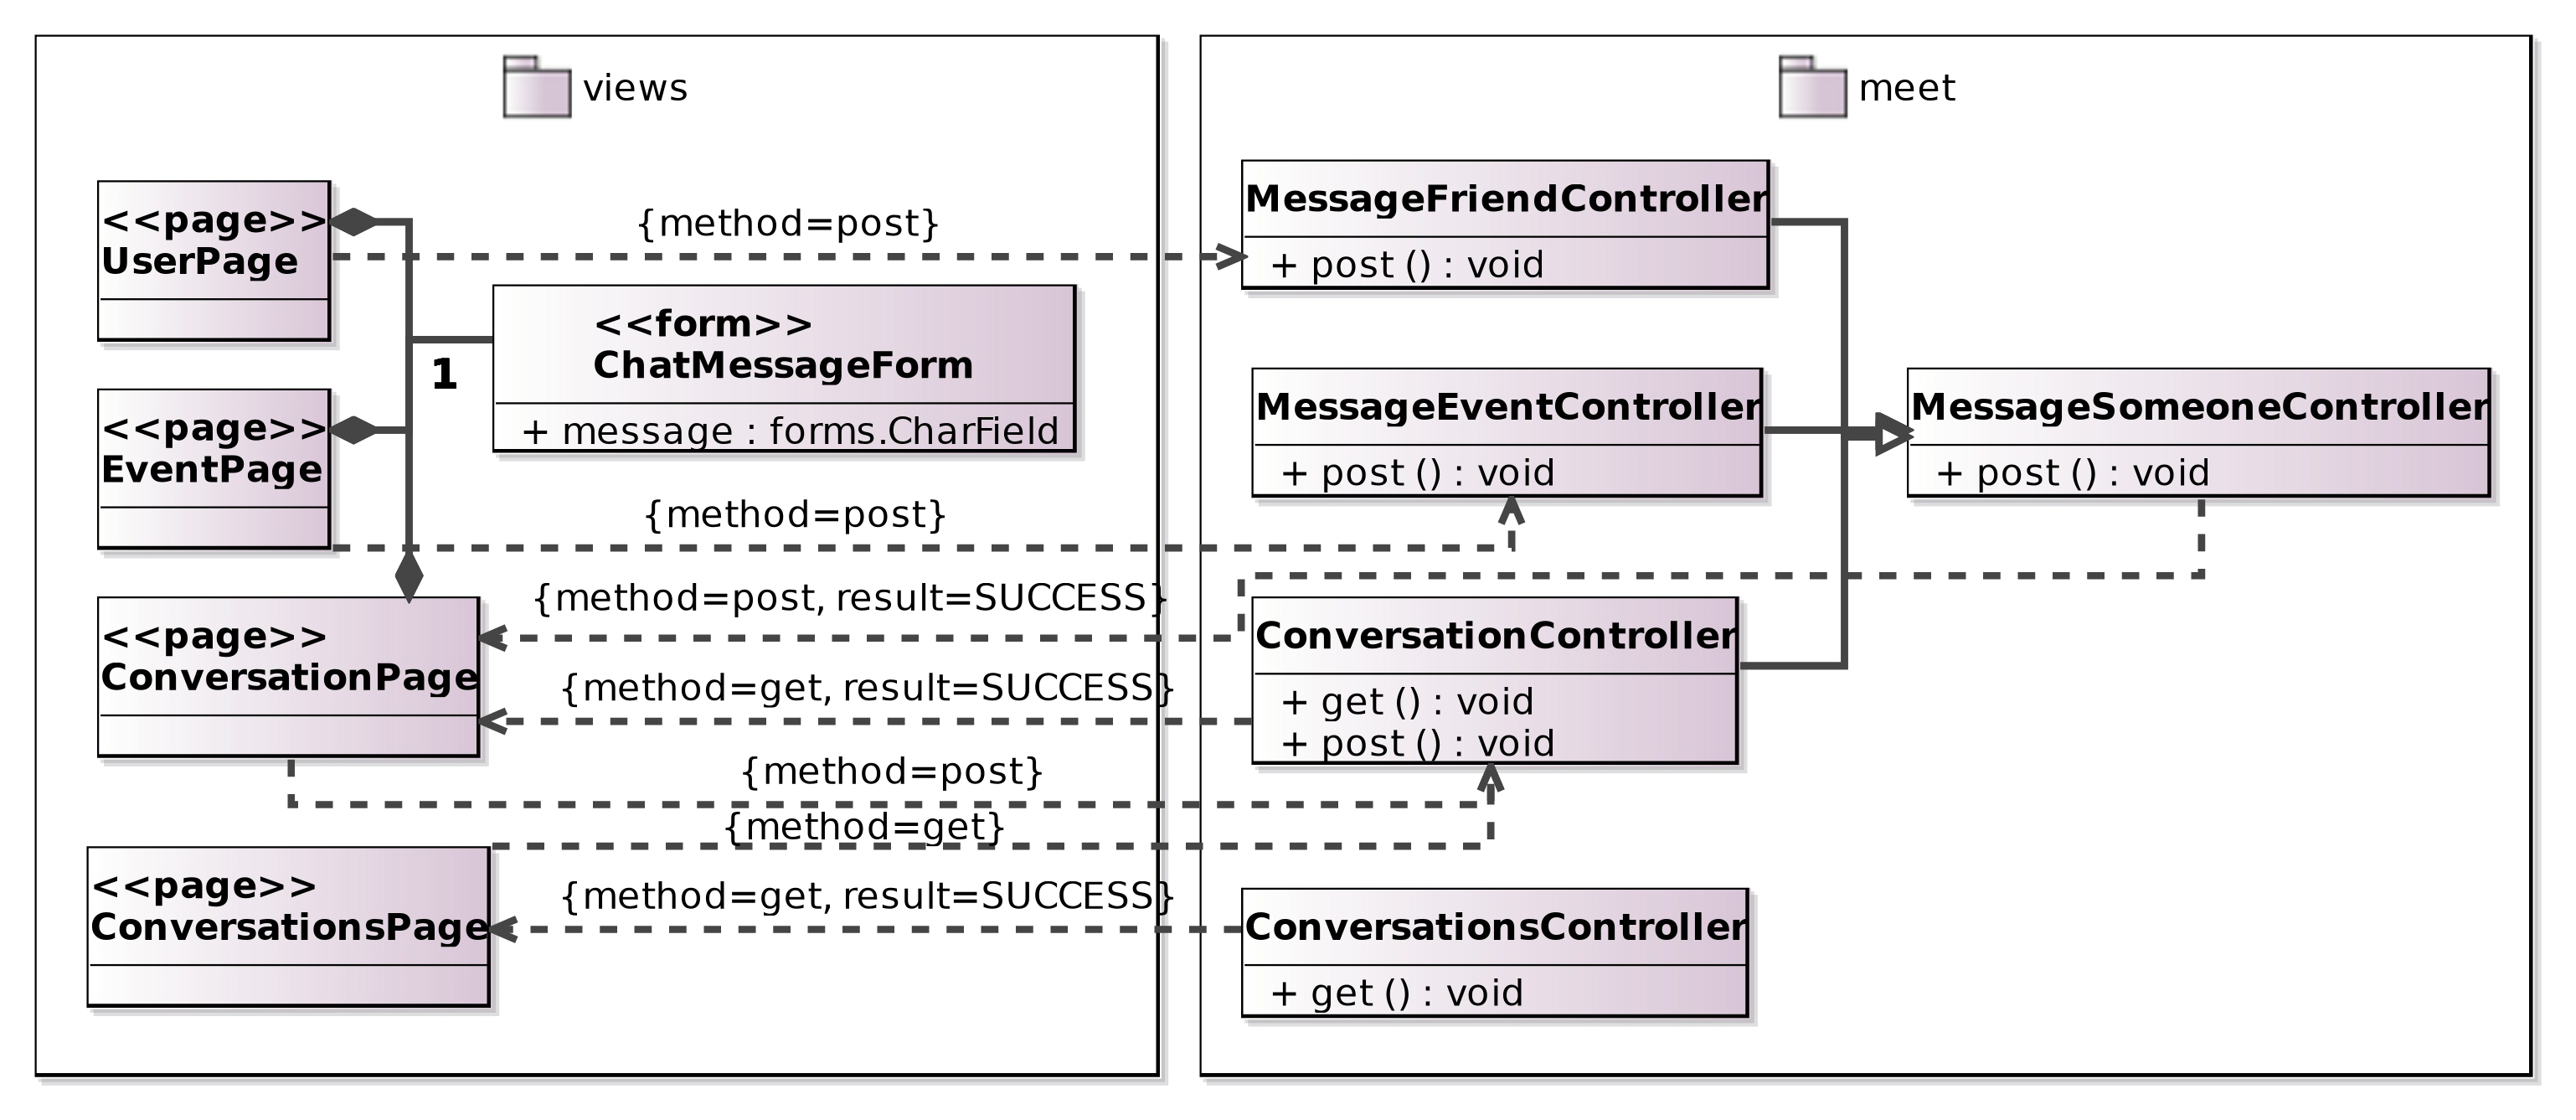 views
<<page>>
UserPage
{method=post}
<<form>>
ChatMessageForm
+ message : forms.CharField
1
<<page>>
EventPage
{method=post}
{method=post, result=SUCCESS}
<<page>>
ConversationPage
{method=get, result=SUCCESS}
{method=post}
{method=get}
<<page>>
ConversationsPage
{method=get, result=SUCCESS}
meet
MessageFriendController
+ post () : void
MessageEventController
+ post () : void
MessageSomeoneController
+ post () : void
ConversationController
+ get () : void
+ post () : void
ConversationsController
+ get () : void